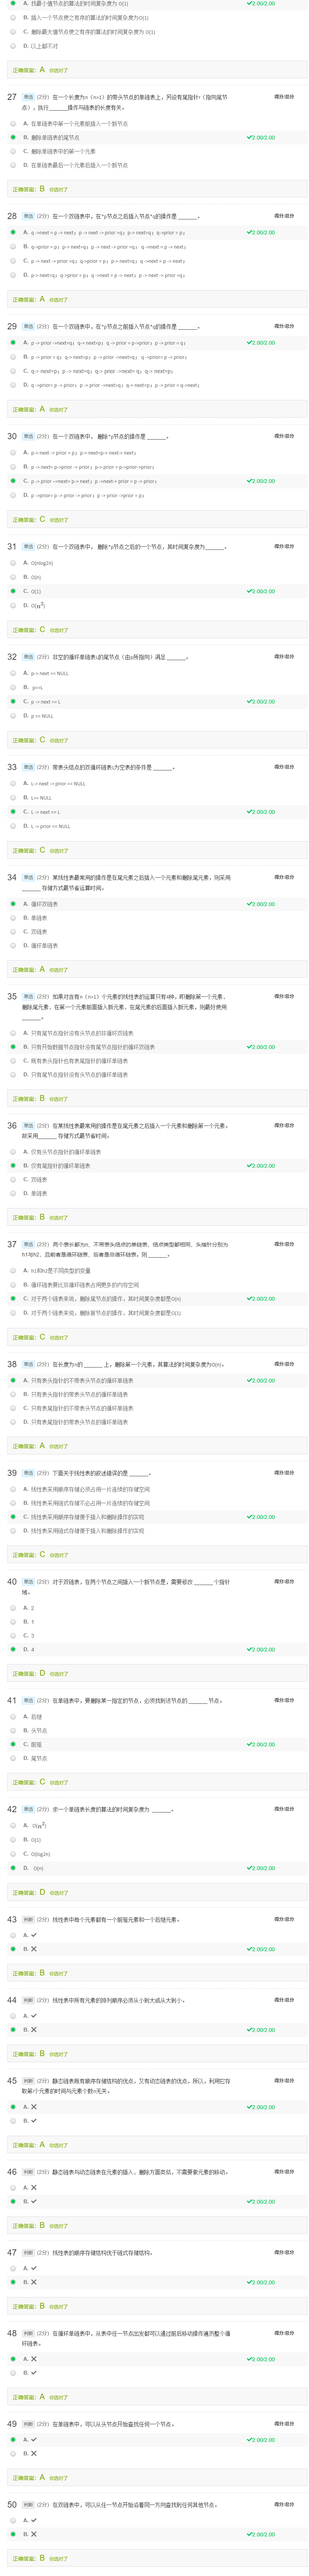 A. 找最小值节点的算法的时间复杂度为 O(1)
2.00/2.00
B. 插入一个节点使之有序的算法的时间复杂度为O(1)
C. 删除最大值节点使之有序的算法的时间复杂度为 O(1)
D. 以上都不对
正确答案： A 你选对了
27 单选 (2分) 在一个长度为n（n>1）的带头节点的单链表上，另设有尾指针r（指向尾节 得分/总分
点），执行______操作与链表的长度有关。
A. 在单链表中第一个元素前插入一个新节点
B. 删除单链表的尾节点
2.00/2.00
C. 删除单链表中的第一个元素
D. 在单链表最后一个元素后插入一个新节点
正确答案： B 你选对了
28 单选 (2分) 在一个双链表中，在*p节点之后插入节点*q的操作是 ______。 得分/总分
A. q->next = p -> next；p -> next -> prior =q；p-> next=q；q->prior = p；
2.00/2.00
B. q->prior = p；p-> next=q；p -> next -> prior =q；q->next = p -> next；
C. p -> next -> prior =q；q->prior = p；p-> next=q；q->next = p -> next；
D. p-> next=q；q->prior = p；q->next = p -> next；p -> next -> prior =q；
正确答案： A 你选对了
29 单选 (2分) 在一个双链表中，在*p节点之前插入节点*q的操作是 ______。 得分/总分
A. p -> prior ->next=q；q-> next=p；q -> prior = p->prior；p -> prior = q；
2.00/2.00
B. p -> prior = q；q-> next=p；p -> prior ->next=q；q->prior= p -> prior；
C. q-> next=p；p -> next=q；q-> prior ->next= q；q-> next=p；
D. q->prior= p -> prior；p -> prior ->next=q；q-> next=p；p -> prior = q->next；
正确答案： A 你选对了
30 单选 (2分) 在一个双链表中，删除*p节点的操作是 ______。 得分/总分
A. p-> next -> prior = p；p-> next=p-> next-> next；
B. p -> next= p->prior -> prior；p-> prior = p->prior->prior；
C. p -> prior ->next= p-> next；p->next-> prior = p -> prior；
2.00/2.00
D. p->prior= p -> prior -> prior；p -> prior ->prior = p；
正确答案： C 你选对了
31 单选 (2分) 在一个双链表中，删除*p节点之后的一个节点，其时间复杂度为______。 得分/总分
A. O(nlog2n)
B. O(n)
C. O(1)
2.00/2.00
D. O(n²)
正确答案： C 你选对了
32 单选 (2分) 非空的循环单链表L的尾节点（由p所指向）满足 ______。 得分/总分
A. p-> next == NULL
B. p==L
C. p -> next == L
2.00/2.00
D. p == NULL
正确答案： C 你选对了
33 单选 (2分) 带表头结点的双循环链表L为空表的条件是 ______。 得分/总分
A. L-> next -> prior == NULL
B. L== NULL
C. L -> next == L
2.00/2.00
D. L -> prior == NULL
正确答案： C 你选对了
34 单选 (2分) 某线性表最常用的操作是在尾元素之后插入一个元素和删除尾元素，则采用 得分/总分
______ 存储方式最节省运算时间。
A. 循环双链表
2.00/2.00
B. 单链表
C. 双链表
D. 循环单链表
正确答案： A 你选对了
35 单选 (2分) 如果对含有n（n>1）个元素的线性表的运算只有4种，即删除第一个元素、 得分/总分
删除尾元素、在第一个元素前面插入新元素、在尾元素的后面插入新元素，则最好使用
______。
A. 只有尾节点指针没有头节点的非循环双链表
B. 只有开始数据节点指针没有尾节点指针的循环双链表
2.00/2.00
C. 既有表头指针也有表尾指针的循环单链表
D. 只有尾节点指针没有头节点的循环单链表
正确答案： B 你选对了
36 单选 (2分) 在某线性表最常用的操作是在尾元素之后插入一个元素和删除第一个元素。 得分/总分
故采用______ 存储方式最节省时间。
A. 仅有头节点指针的循环单链表
B. 仅有尾指针的循环单链表
2.00/2.00
C. 双链表
D. 单链表
正确答案： B 你选对了
37 单选 (2分) 两个表长都为n、不带表头结点的单链表，结点类型都相同，头指针分别为 得分/总分
h1与h2，且前者是循环链表，后者是非循环链表，则 ______。
A. h1和h2是不同类型的变量
B. 循环链表要比非循环链表占用更多的内存空间
C. 对于两个链表来说，删除尾节点的操作，其时间复杂度都是O(n)
2.00/2.00
D. 对于两个链表来说，删除首节点的操作，其时间复杂度都是O(1)
正确答案： C 你选对了
38 单选 (2分) 在长度为n的 ______ 上，删除第一个元素，其算法的时间复杂度为O(n)。 得分/总分
A. 只有表头指针的不带表头节点的循环单链表
2.00/2.00
B. 只有表头指针的带表头节点的循环单链表
C. 只有表尾指针的不带表头节点的循环单链表
D. 只有表尾指针的带表头节点的循环单链表
正确答案： A 你选对了
39 单选 (2分) 下面关于线性表的叙述错误的是 ______。 得分/总分
A. 线性表采用顺序存储必须占用一片连续的存储空间
B. 线性表采用链式存储不必占用一片连续的存储空间
C. 线性表采用顺序存储便于插入和删除操作的实现
2.00/2.00
D. 线性表采用链式存储便于插入和删除操作的实现
正确答案： C 你选对了
40 单选 (2分) 对于双链表，在两个节点之间插入一个新节点是，需要修改 ______ 个指针 得分/总分
域。
A. 2
B. 1
C. 3
D. 4
2.00/2.00
正确答案： D 你选对了
41 单选 (2分) 在单链表中，要删除某一指定的节点，必须找到该节点的 ______ 节点。 得分/总分
A. 后继
B. 头节点
C. 前驱
2.00/2.00
D. 尾节点
正确答案： C 你选对了
42 单选 (2分) 求一个单链表长度的算法的时间复杂度为 ______。 得分/总分
A. O(n²)
B. O(1)
C. O(log2n)
D. O(n)
2.00/2.00
正确答案： D 你选对了
43 判断 (2分) 线性表中每个元素都有一个前驱元素和一个后继元素。 得分/总分
A. ✓
B. ✗
2.00/2.00
正确答案： B 你选对了
44 判断 (2分) 线性表中所有元素的排列顺序必须从小到大或从大到小。 得分/总分
A. ✓
B. ✗
2.00/2.00
正确答案： B 你选对了
45 判断 (2分) 静态链表既有顺序存储结构的优点，又有动态链表的优点，所以，利用它存 得分/总分
取第i个元素的时间与元素个数n无关。
A. ✗
2.00/2.00
B. ✓
正确答案： A 你选对了
46 判断 (2分) 静态链表与动态链表在元素的插入、删除方面类似，不需要做元素的移动。 得分/总分
A. ✗
B. ✓
2.00/2.00
正确答案： B 你选对了
47 判断 (2分) 线性表的顺序存储结构优于链式存储结构。 得分/总分
A. ✓
B. ✗
2.00/2.00
正确答案： B 你选对了
48 判断 (2分) 在循环单链表中，从表中任一节点出发都可以通过前后移动操作遍历整个循 得分/总分
环链表。
A. ✗
2.00/2.00
B. ✓
正确答案： A 你选对了
49 判断 (2分) 在单链表中，可以从头节点开始查找任何一个节点。 得分/总分
A. ✓
2.00/2.00
B. ✗
正确答案： A 你选对了
50 判断 (2分) 在双链表中，可以从任一节点开始沿着同一方向查找到任何其他节点。 得分/总分
A. ✓
B. ✗
2.00/2.00
正确答案： B 你选对了